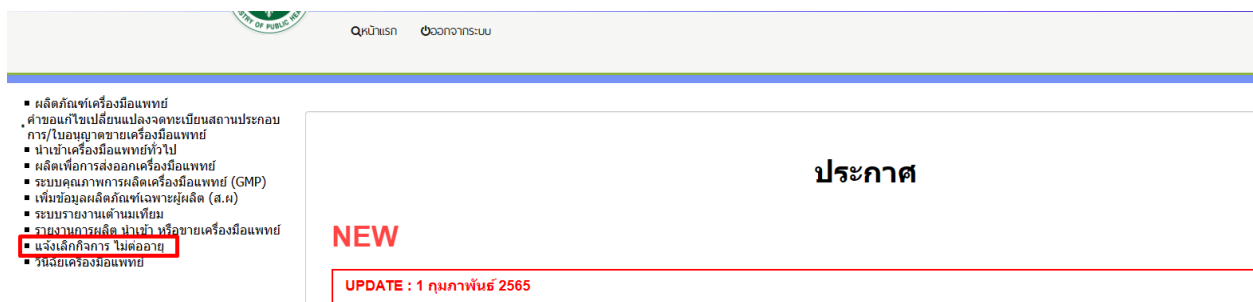 STRY OF PUBLIC HE
หน้าแรก ออกจากระบบ
ผลิตภัณฑ์เครื่องมือแพทย์
คำขอแก้ไขเปลี่ยนแปลงจดทะเบียนสถานประกอบ
การ/ใบอนุญาตขายเครื่องมือแพทย์
นำเข้าเครื่องมือแพทย์ทั่วไป
ผลิตเพื่อการส่งออกเครื่องมือแพทย์
ระบบคุณภาพการผลิตเครื่องมือแพทย์ (GMP)
เพิ่มข้อมูลผลิตภัณฑ์เฉพาะผู้ผลิต (ส.ผ)
ระบบรายงานเต้านมเทียม
รายงานการผลิต นำเข้า หรือขายเครื่องมือแพทย์
แจ้งเลิกกิจการ ไม่ต่ออายุ
วินิจฉัยเครื่องมือแพทย์
ประกาศ
NEW
UPDATE : 1 กุมภาพันธ์ 2565